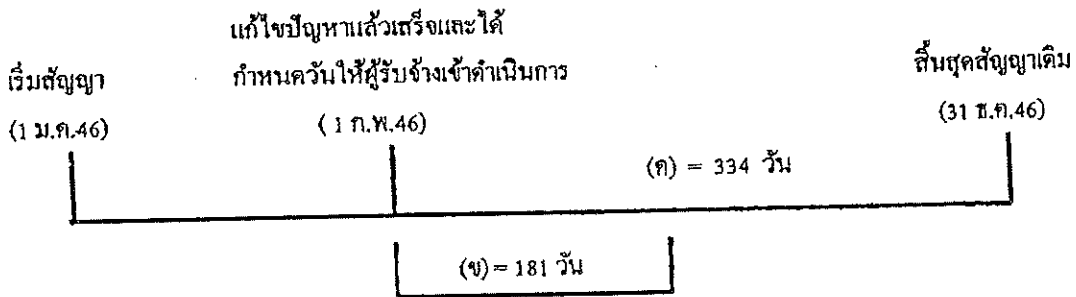 แก้ไขปัญหาแล้วเสร็จและได้
เริ่มสัญญา กำหนดวันให้ผู้รับจ้างเข้าดำเนินการ สิ้นสุดสัญญาเดิม
(1 ม.ค.46) ( 1 ก.พ.46) (31 ธ.ค.46)
(ค) = 334 วัน
(ข) = 181 วัน